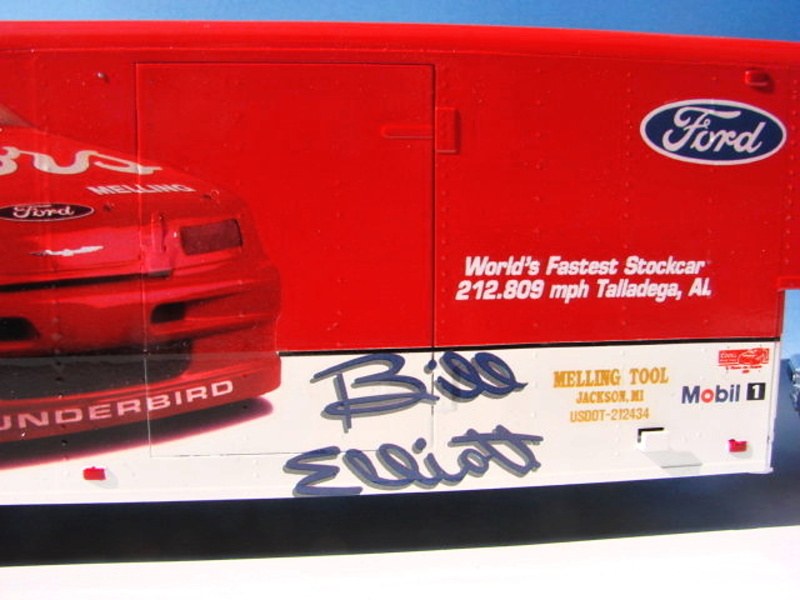 Ford
MELLING
Ford
World's Fastest Stockcar
212.809 mph Talladega, AL
UNDERBIRD
Bill
Elliott
MELLING TOOL
JACKSON, MI
USDOT-212434
Mobil 1